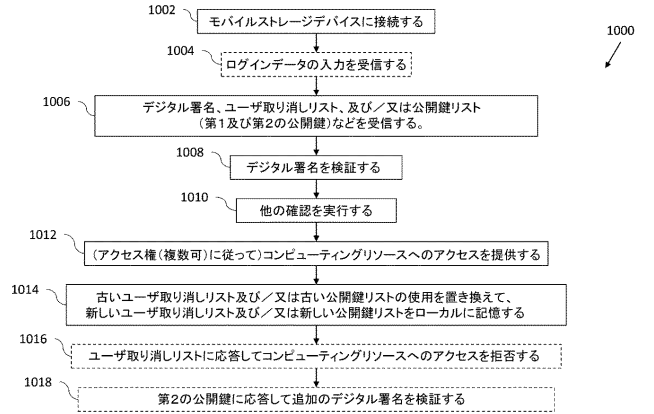 1000
1002
モバイルストレージデバイスに接続する
1004
ログインデータの入力を受信する
1006
デジタル署名、ユーザ取り消しリスト、及び/又は公開鍵リスト
(第1及び第2の公開鍵)などを受信する。
1008
デジタル署名を検証する
1010
他の確認を実行する
1012
(アクセス権(複数可)に従って)コンピューティングリソースへのアクセスを提供する
1014
古いユーザ取り消しリスト及び/又は古い公開鍵リストの使用を置き換えて、
新しいユーザ取り消しリスト及び/又は新しい公開鍵リストをローカルに記憶する
1016
ユーザ取り消しリストに応答してコンピューティングリソースへのアクセスを拒否する
1018
第2の公開鍵に応答して追加のデジタル署名を検証する